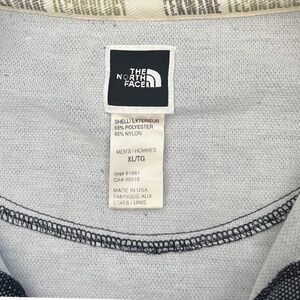 THE
NORTH
FACE
SHELL/EXTERIEUR
55% POLYESTER
45% NYLON
MEN'S/HOMMES
XL/TG
RN# 61661
CA# 30516
MADE IN USA
FABRIQUE AUX
ETATS-UNIS